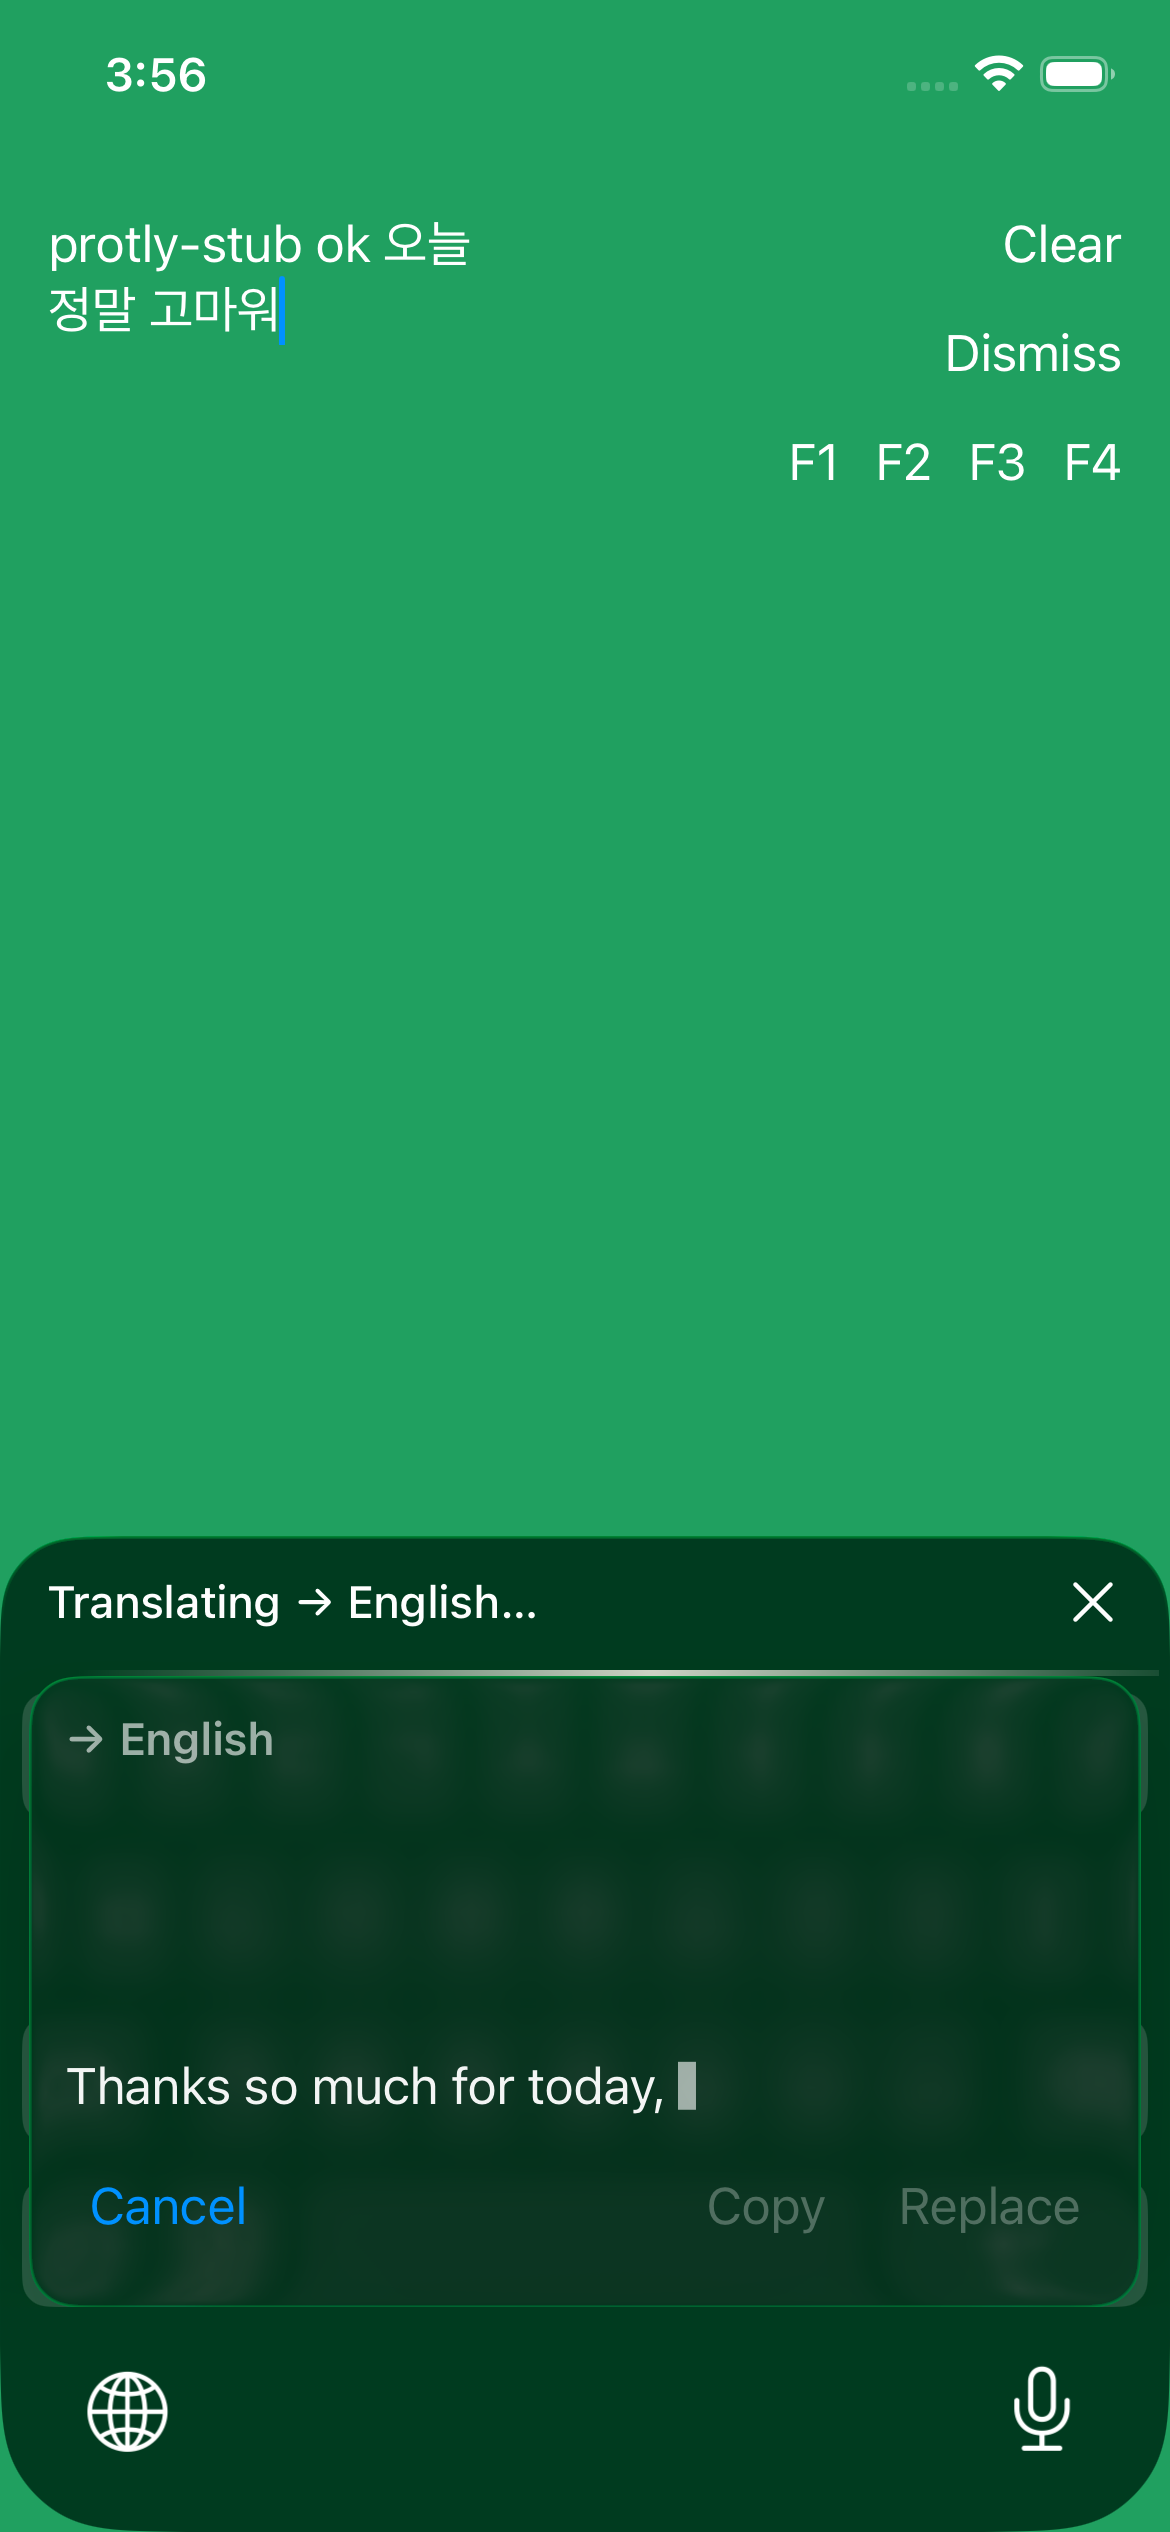 3:56
protly-stub ok 오늘
정말 고마워
Clear
Dismiss
F1 F2 F3 F4
Translating → English...
→ English
Thanks so much for today,
Cancel
Copy
Replace